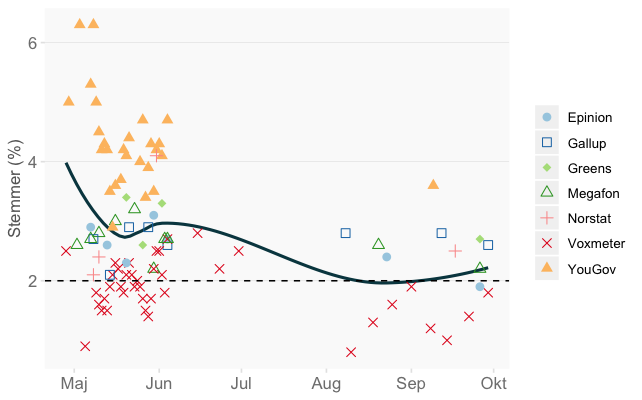 Stemmer (%)
6
4
2
Maj Jun Jul Aug Sep Okt
Epinion
Gallup
Greens
Megafon
Norstat
Voxmeter
YouGov